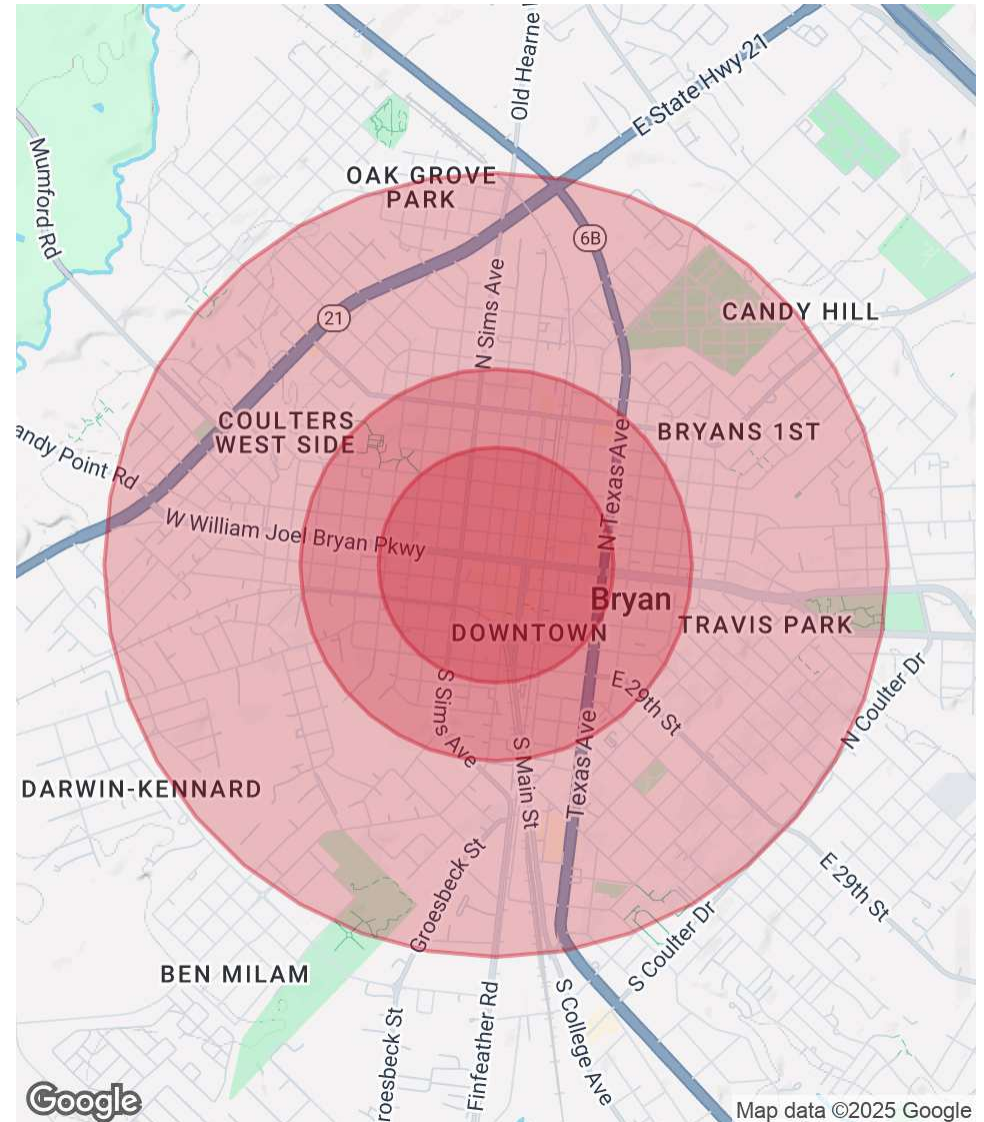 Old Hearne
E State Hwy 21
Mumford Rd
OAK GROVE
PARK
6B
21
N Sims Ave
CANDY HILL
COULTERS
WEST SIDE
BRYANS 1ST
andy Point Rd
N Texas Ave
W William Joel Bryan Pkwy
Bryan
DOWNTOWN
TRAVIS PARK
E 29th St
S Sims Ave
N Coulter Dr
S Main St
Texas Ave
DARWIN-KENNARD
Groesbeck St
E 29th St
S Coulter Dr
BEN MILAM
roesbeck St
Finfeather Rd
S College Ave
Google
Map data ©2025 Google